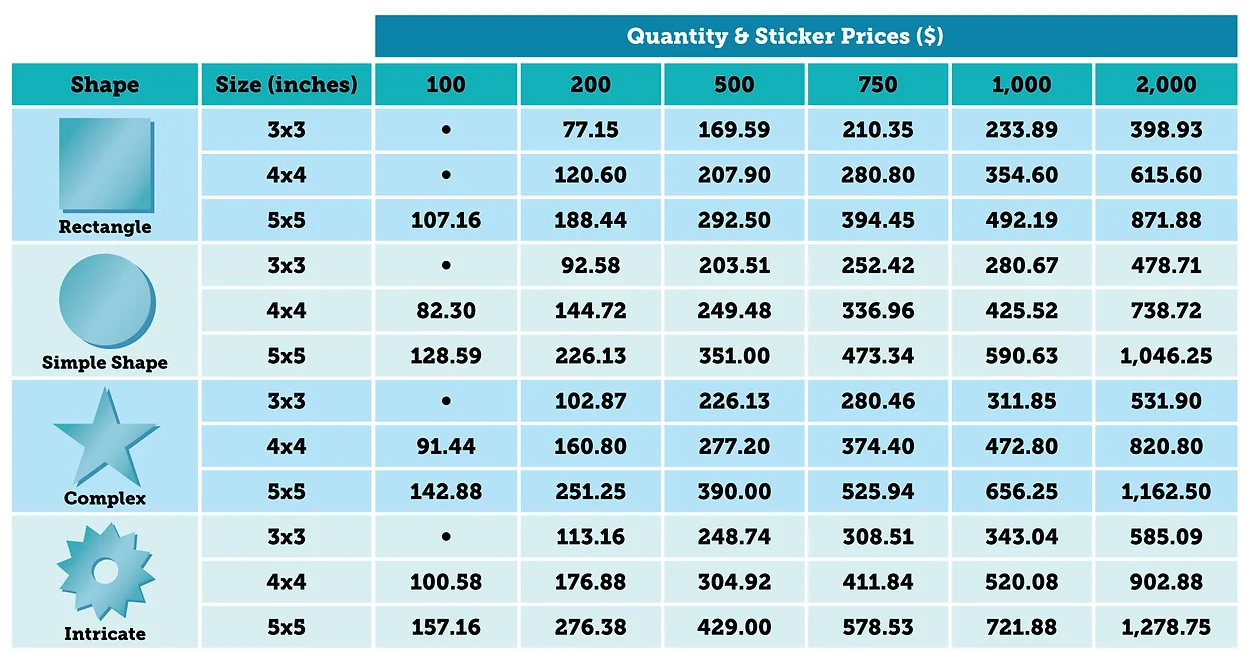 Quantity & Sticker Prices ($)
Shape Size (inches) 100 200 500 750 1,000 2,000
3x3 • 77.15 169.59 210.35 233.89 398.93
4x4 • 120.60 207.90 280.80 354.60 615.60
Rectangle 5x5 107.16 188.44 292.50 394.45 492.19 871.88
3x3 • 92.58 203.51 252.42 280.67 478.71
4x4 82.30 144.72 249.48 336.96 425.52 738.72
Simple Shape 5x5 128.59 226.13 351.00 473.34 590.63 1,046.25
3x3 • 102.87 226.13 280.46 311.85 531.90
4x4 91.44 160.80 277.20 374.40 472.80 820.80
Complex 5x5 142.88 251.25 390.00 525.94 656.25 1,162.50
3x3 • 113.16 248.74 308.51 343.04 585.09
4x4 100.58 176.88 304.92 411.84 520.08 902.88
Intricate 5x5 157.16 276.38 429.00 578.53 721.88 1,278.75